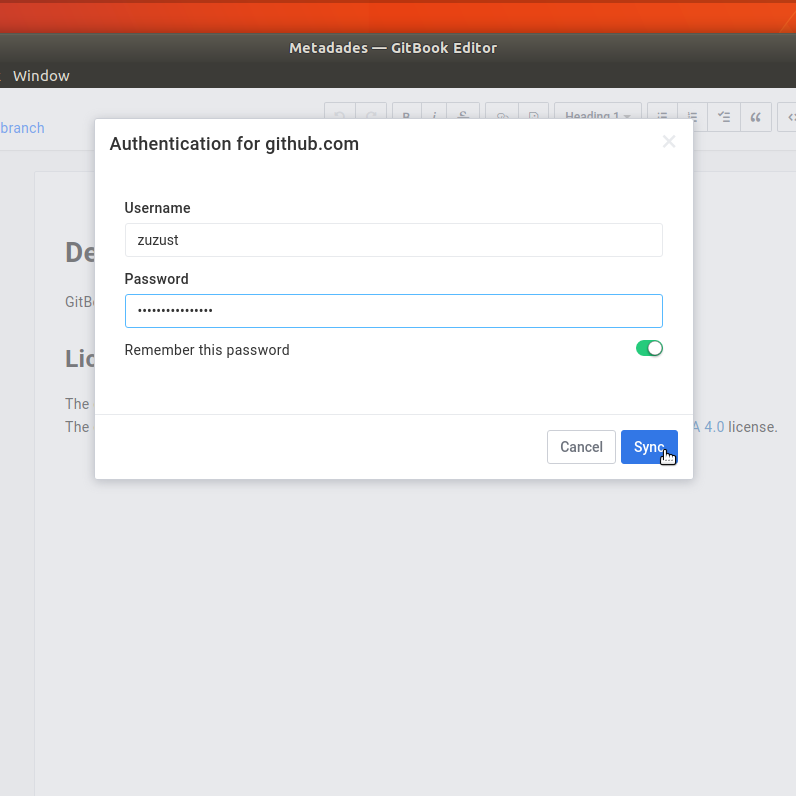 Metadades — GitBook Editor
Window
branch
B i S Heading 1 “
Authentication for github.com
De
Username
zuzust
GitB
Password
••••••••••••••••
Remember this password
Lic
The
The A 4.0 license.
Cancel Sync